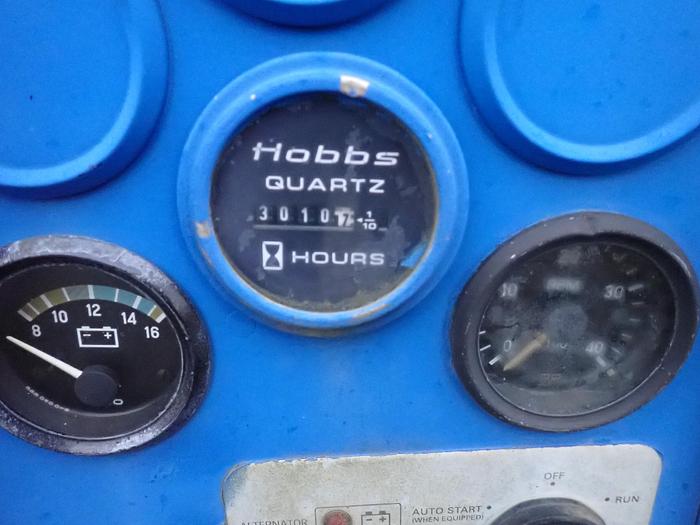 Hobbs
QUARTZ
3010 7 1/10
HOURS
8 10 12 14 16
- +
10 30
0 40
OFF
RUN
AUTO START
(WHEN EQUIPPED)
ALTERNATOR
- +